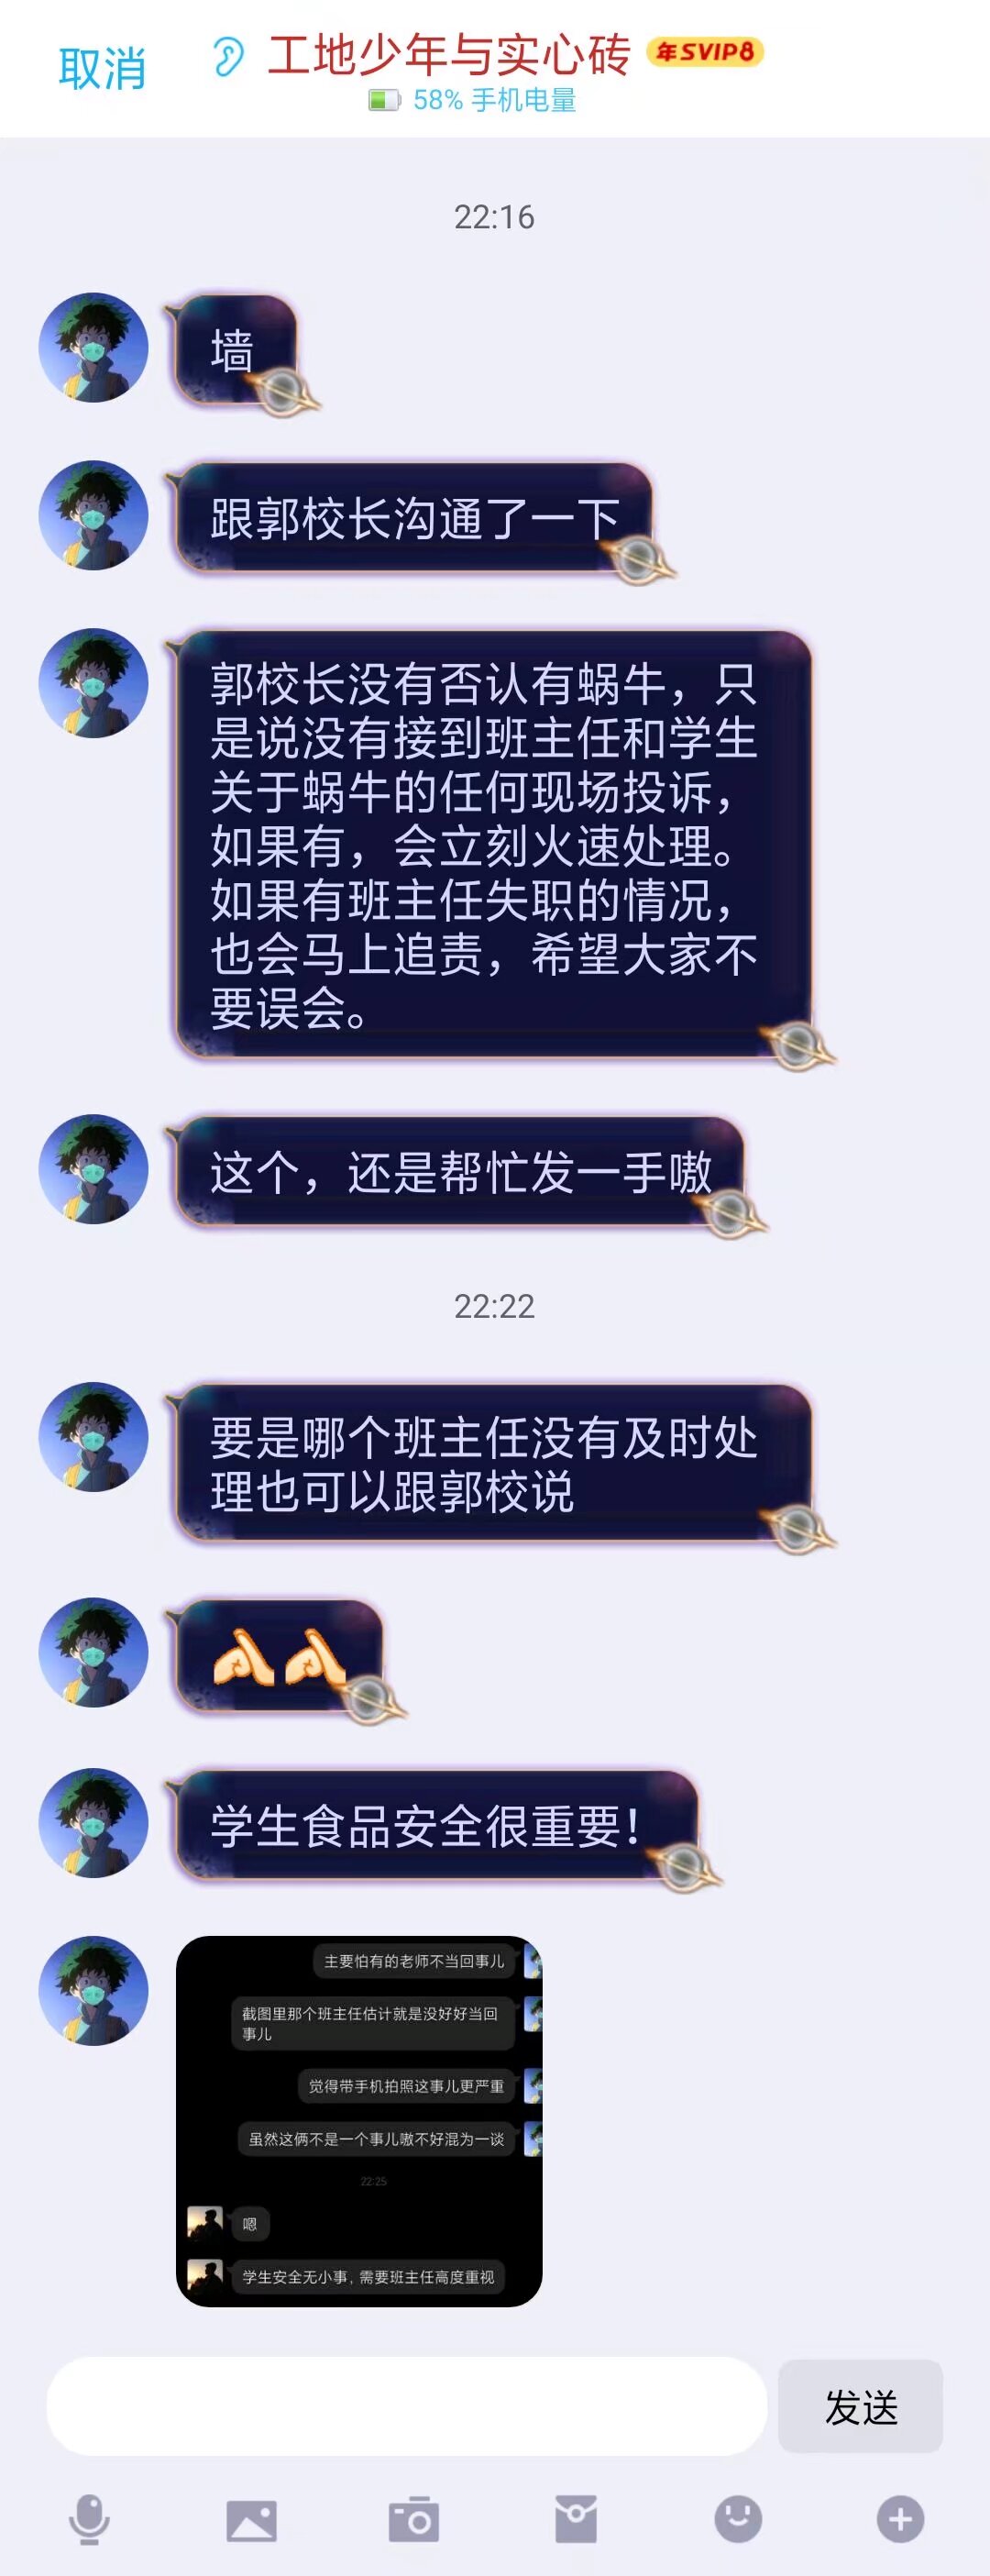 取消
工地少年与实心砖
年SVIP8
58% 手机电量
22:16
墙
跟郭校长沟通了一下
郭校长没有否认有蜗牛，只
是说没有接到班主任和学生
关于蜗牛的任何现场投诉，
如果有，会立刻火速处理。
如果有班主任失职的情况，
也会马上追责，希望大家不
要误会。
这个，还是帮忙发一手嗷
22:22
要是哪个班主任没有及时处
理也可以跟郭校说
学生食品安全很重要！
主要怕有的老师不当回事儿
截图里那个班主任估计就是没好好当回
事儿
觉得带手机拍照这事儿更严重
虽然这俩不是一个事儿嗷不好混为一谈
22:25
嗯
学生安全无小事，需要班主任高度重视
发送